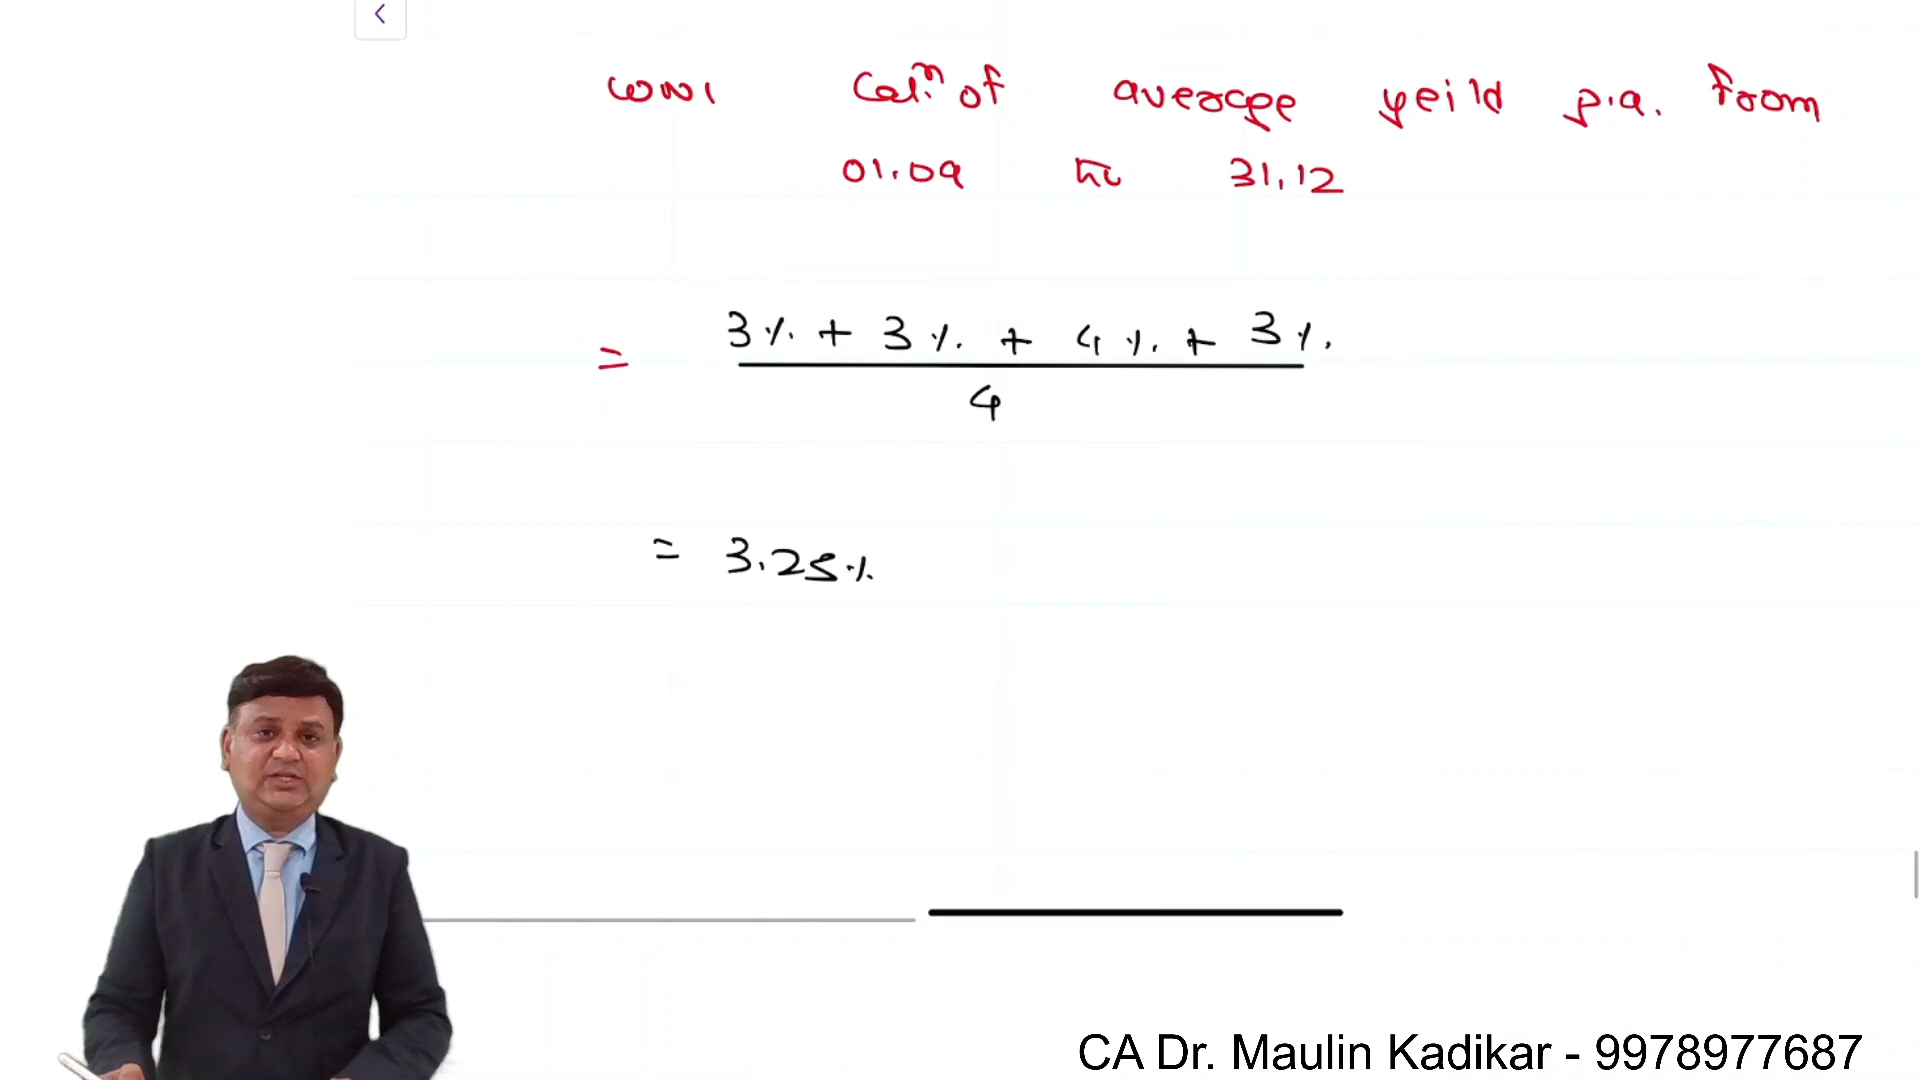 WN1 Calⁿ of average yeild p.a. from
01.09 to 31.12
= 3% + 3% + 4% + 3%
4
= 3.25%
CA Dr. Maulin Kadikar - 9978977687